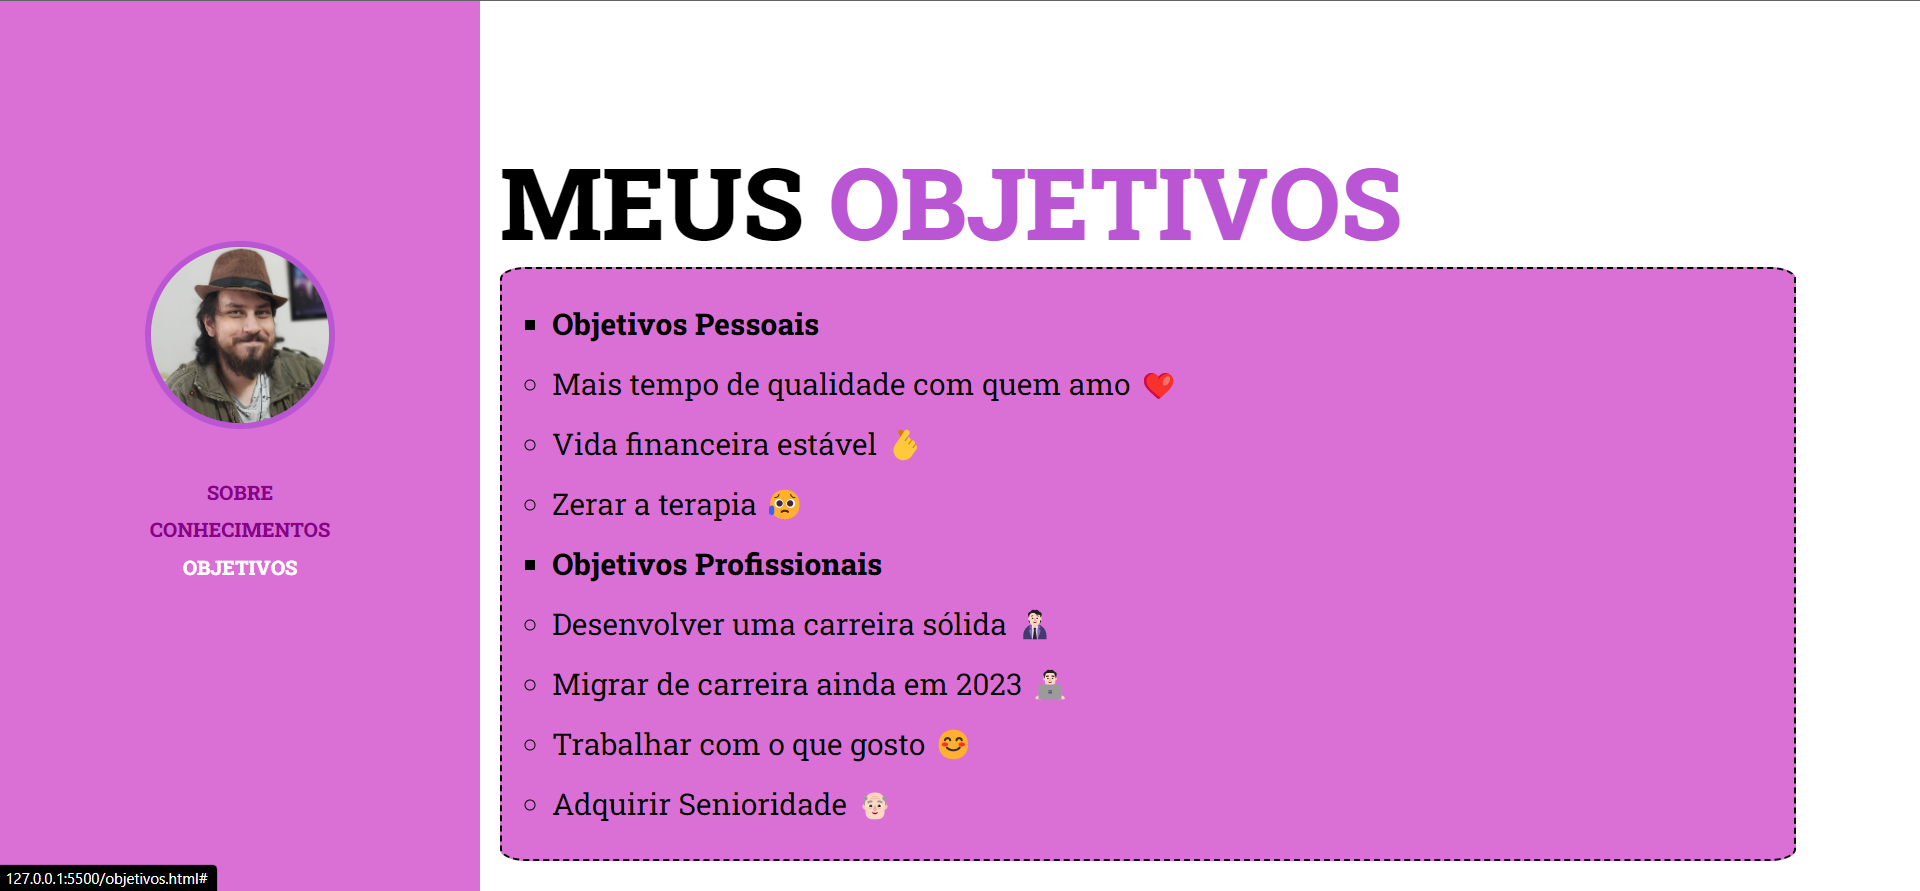 SOBRE
CONHECIMENTOS
OBJETIVOS
MEUS OBJETIVOS
Objetivos Pessoais
Mais tempo de qualidade com quem amo ❤️
Vida financeira estável 🫰
Zerar a terapia 😥
Objetivos Profissionais
Desenvolver uma carreira sólida 👨🏻‍💼
Migrar de carreira ainda em 2023 👨🏻‍💻
Trabalhar com o que gosto 😊
Adquirir Senioridade 👴🏻
127.0.0.1:5500/objetivos.html#